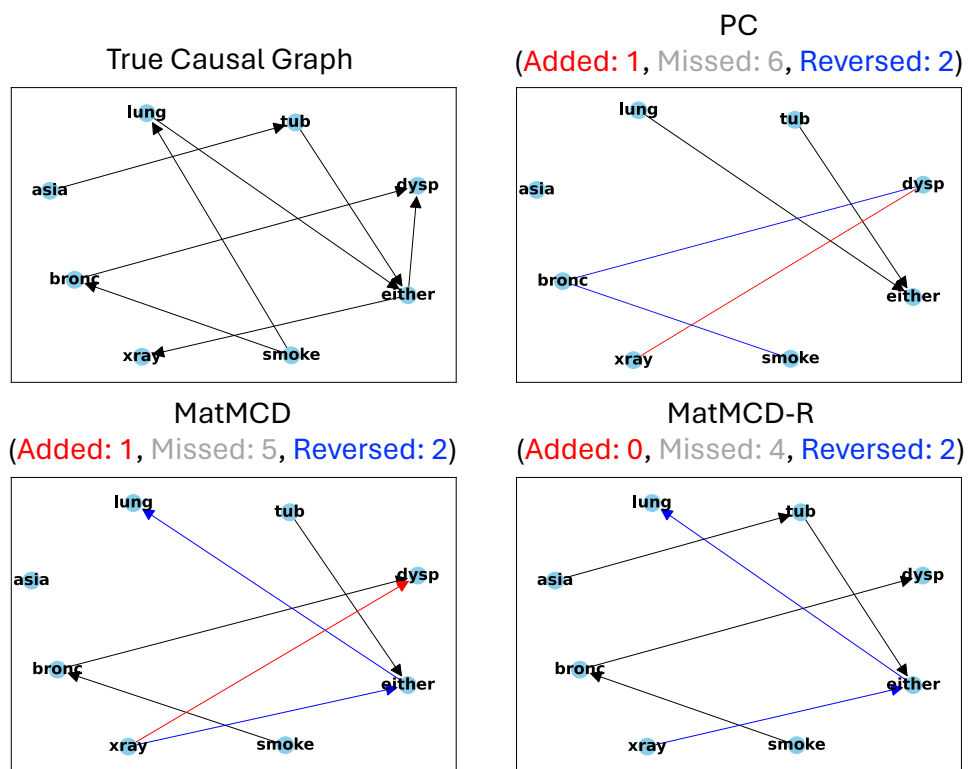 True Causal Graph
lung
tub
asia
dysp
bronc
either
xray
smoke
PC
(Added: 1, Missed: 6, Reversed: 2)
lung
tub
asia
dysp
bronc
either
xray
smoke
MatMCD
(Added: 1, Missed: 5, Reversed: 2)
lung
tub
asia
dysp
bronc
either
xray
smoke
MatMCD-R
(Added: 0, Missed: 4, Reversed: 2)
lung
tub
asia
dysp
bronc
either
xray
smoke